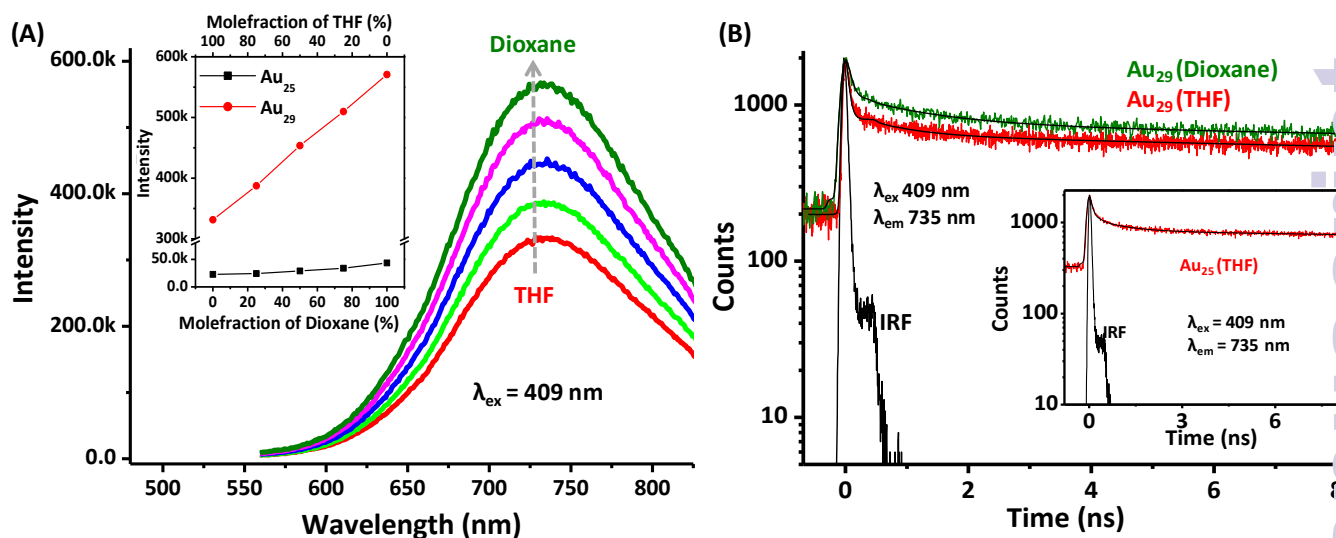 (A)
Molefraction of THF (%)
100 75 50 25 0
600k
500k
400k
300k
50.0k
0.0
Intensity
Au25
Au29
0 20 40 60 80 100
Molefraction of Dioxane (%)
Dioxane
THF
λex = 409 nm
600.0k
400.0k
200.0k
0.0
Intensity
500 550 600 650 700 750 800
Wavelength (nm)
(B)
Au29 (Dioxane)
Au29 (THF)
λex 409 nm
λem 735 nm
IRF
1000
100
10
Counts
0 2 4 6 8
Time (ns)
1000
100
10
Counts
Au25 (THF)
IRF
λex = 409 nm
λem = 735 nm
0 3 6
Time (ns)